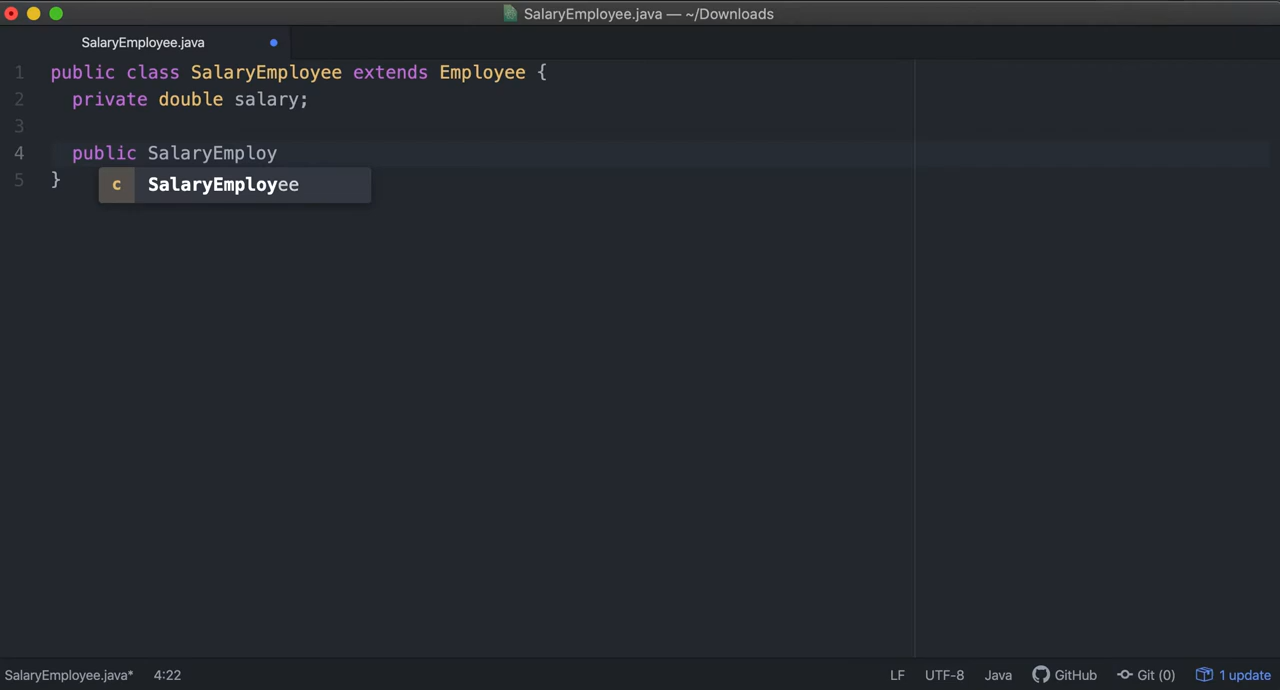 SalaryEmployee.java — ~/Downloads
SalaryEmployee.java
1 public class SalaryEmployee extends Employee {
2 private double salary;
3
4 public SalaryEmploy
c SalaryEmployee
5 }
SalaryEmployee.java* 4:22 LF UTF-8 Java GitHub Git (0) 1 update